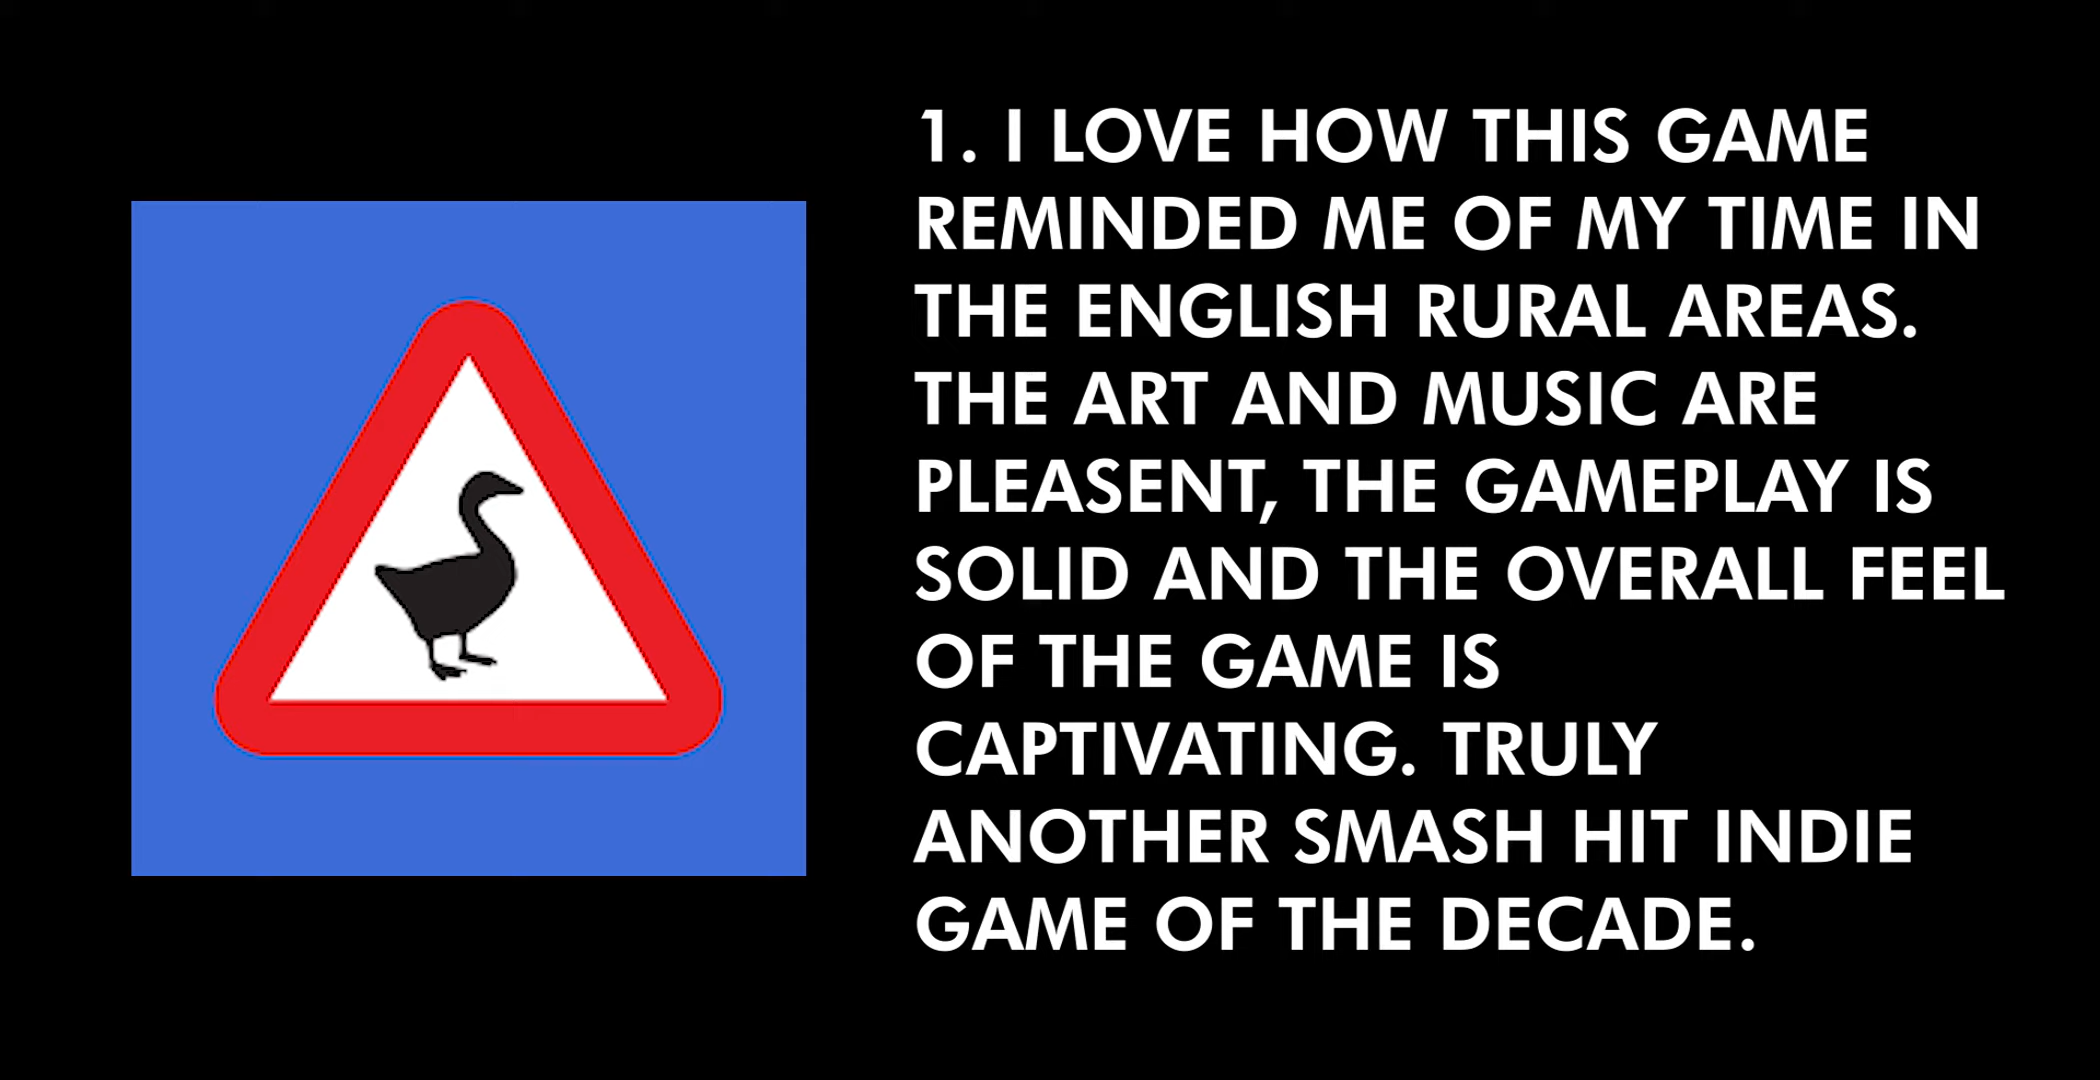 1. I LOVE HOW THIS GAME
REMINDED ME OF MY TIME IN
THE ENGLISH RURAL AREAS.
THE ART AND MUSIC ARE
PLEASENT, THE GAMEPLAY IS
SOLID AND THE OVERALL FEEL
OF THE GAME IS
CAPTIVATING. TRULY
ANOTHER SMASH HIT INDIE
GAME OF THE DECADE.